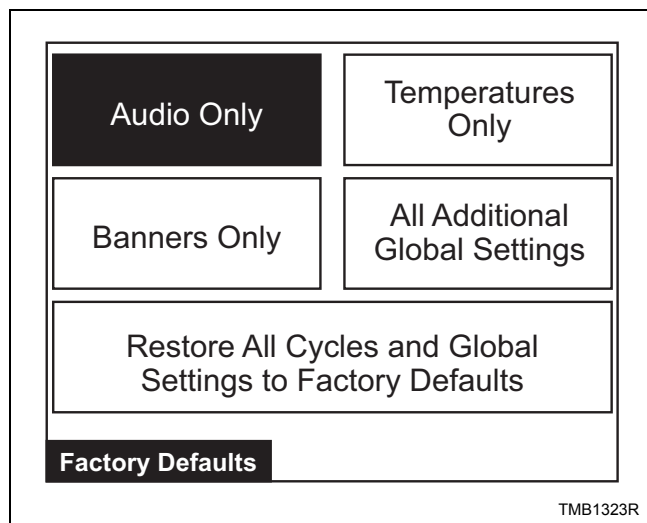 Audio Only
Temperatures
Only
Banners Only
All Additional
Global Settings
Restore All Cycles and Global
Settings to Factory Defaults
Factory Defaults
TMB1323R